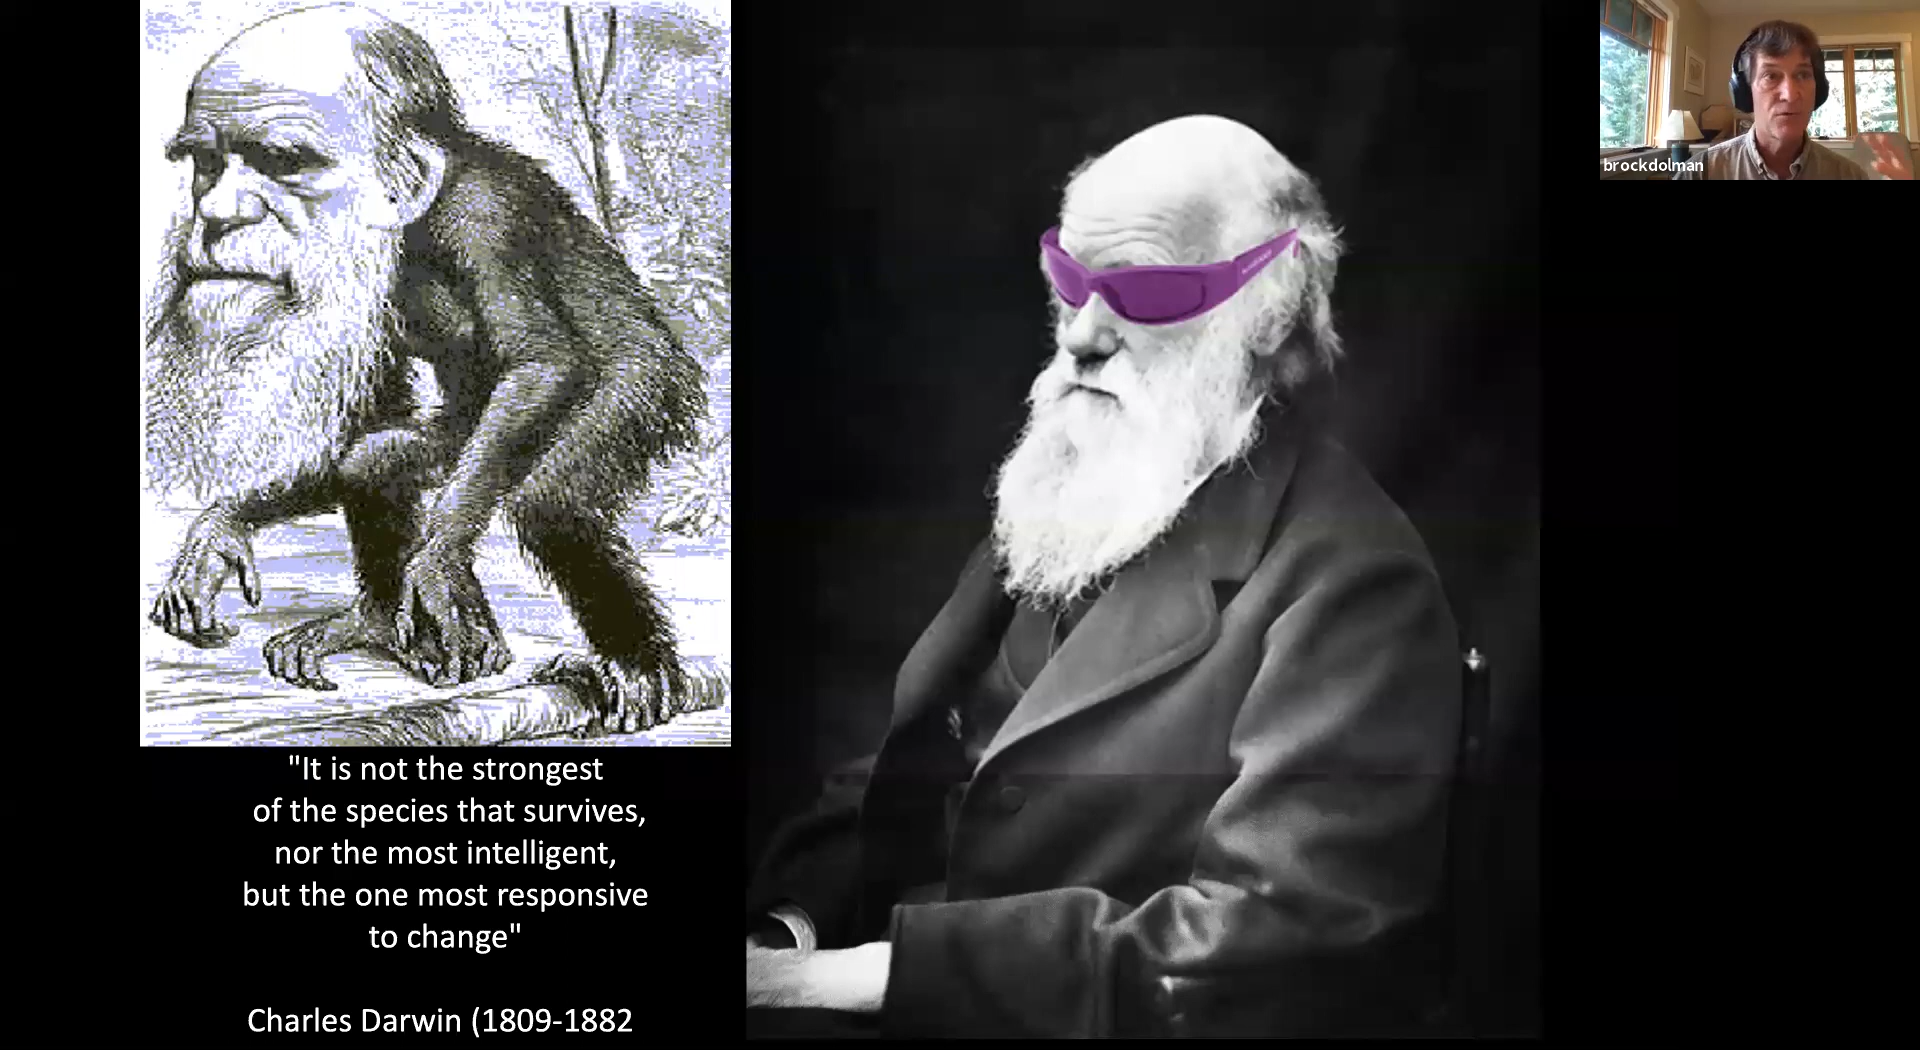 brockdolman
"It is not the strongest
of the species that survives,
nor the most intelligent,
but the one most responsive
to change"
Charles Darwin (1809-1882